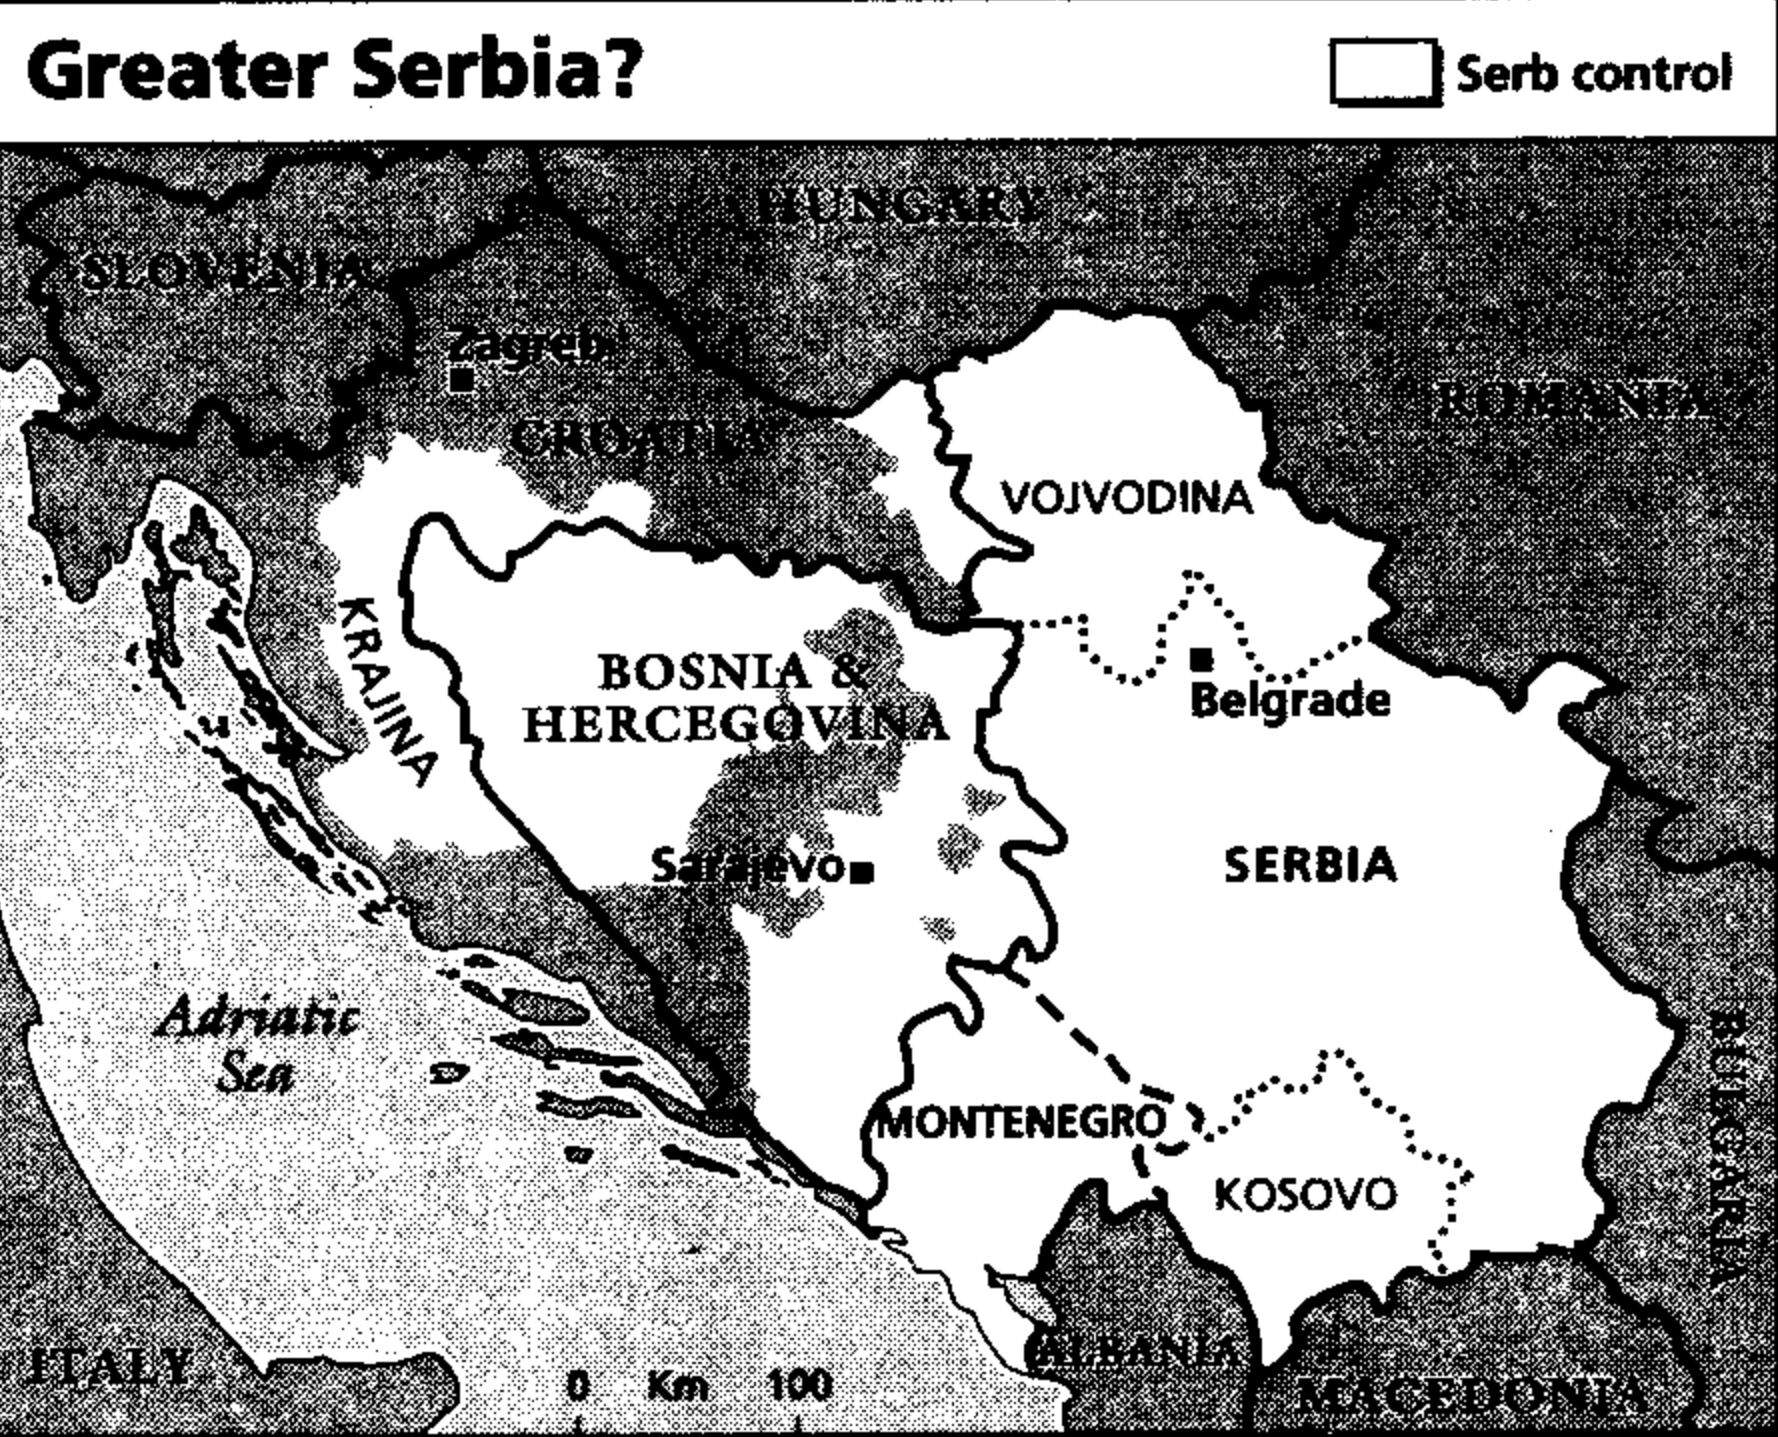 Greater Serbia?
Serb control
HUNGARY
SLOVENIA
Zagreb
ROMANIA
CROATIA
VOJVODINA
KRAJINA
BOSNIA &
HERCEGOVINA
Belgrade
Sarajevo
SERBIA
Adriatic
Sea
BULGARIA
MONTENEGRO
KOSOVO
ITALY
ALBANIA
0 Km 100
MACEDONIA